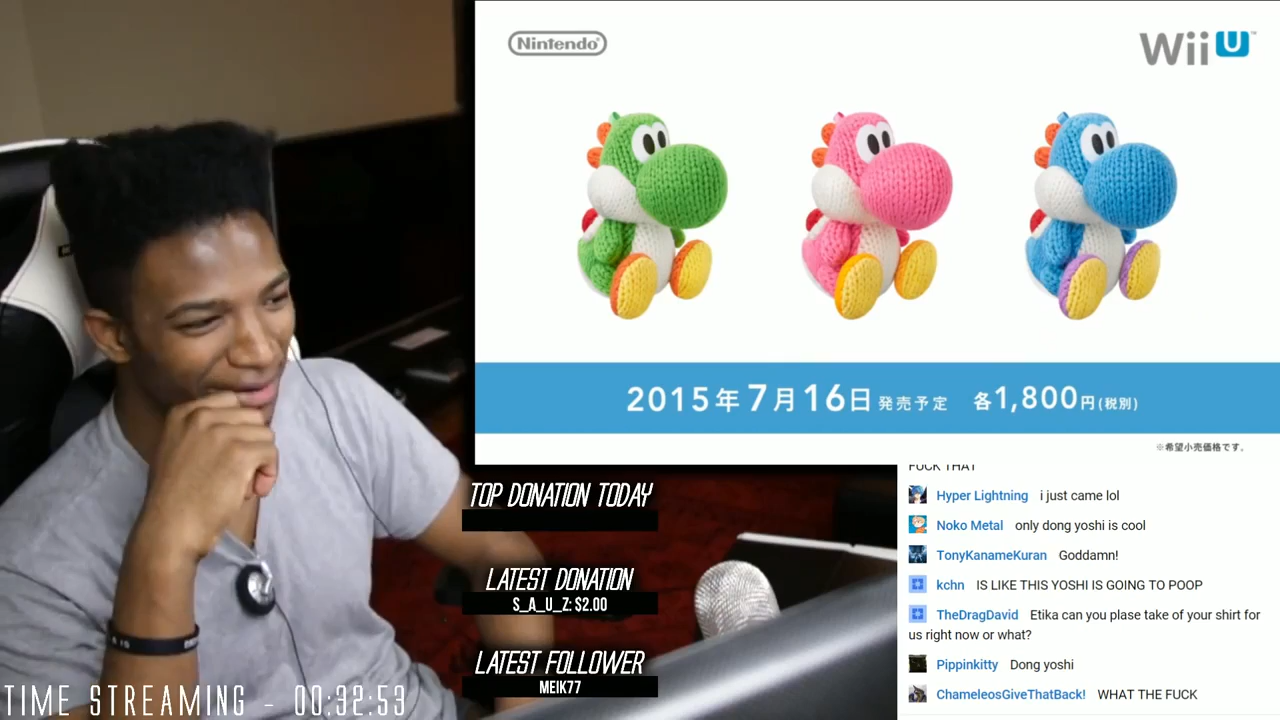 Nintendo
Wii U™
2015年7月16日 発売予定 各1,800円(税別)
※希望小売価格です。
TOP DONATION TODAY
LATEST DONATION
S_A_U_Z: $2.00
LATEST FOLLOWER
MEIK77
TIME STREAMING - 00:32:53
FUCK THAT
Hyper Lightning i just came lol
Noko Metal only dong yoshi is cool
TonyKanameKuran Goddamn!
kchn IS LIKE THIS YOSHI IS GOING TO POOP
TheDragDavid Etika can you plase take of your shirt for
us right now or what?
Pippinkitty Dong yoshi
ChameleosGiveThatBack! WHAT THE FUCK